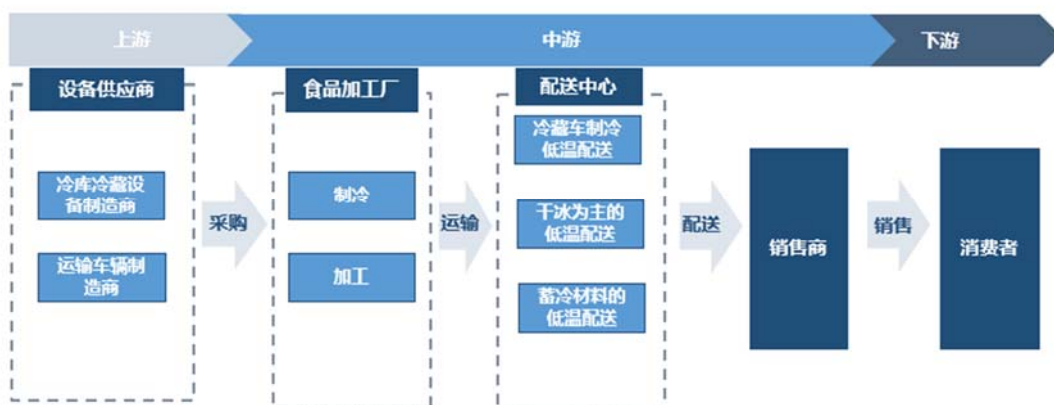 上游
中游
下游
设备供应商
冷库冷藏设
备制造商
运输车辆制
造商
采购
食品加工厂
制冷
加工
运输
配送中心
冷藏车制冷
低温配送
干冰为主的
低温配送
蓄冷材料的
低温配送
配送
销售商
销售
消费者